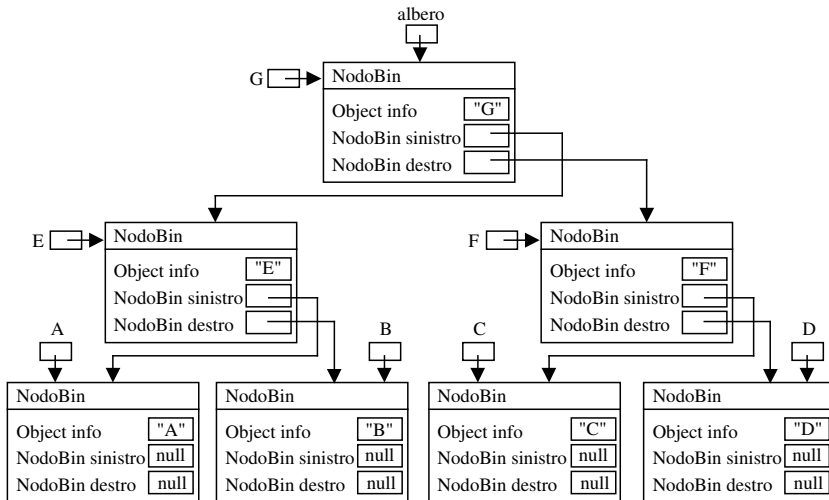 albero
G
NodoBin
Object info "G"
NodoBin sinistro
NodoBin destro
E
NodoBin
Object info "E"
NodoBin sinistro
NodoBin destro
F
NodoBin
Object info "F"
NodoBin sinistro
NodoBin destro
A
NodoBin
Object info "A"
NodoBin sinistro null
NodoBin destro null
B
NodoBin
Object info "B"
NodoBin sinistro null
NodoBin destro null
C
NodoBin
Object info "C"
NodoBin sinistro null
NodoBin destro null
D
NodoBin
Object info "D"
NodoBin sinistro null
NodoBin destro null